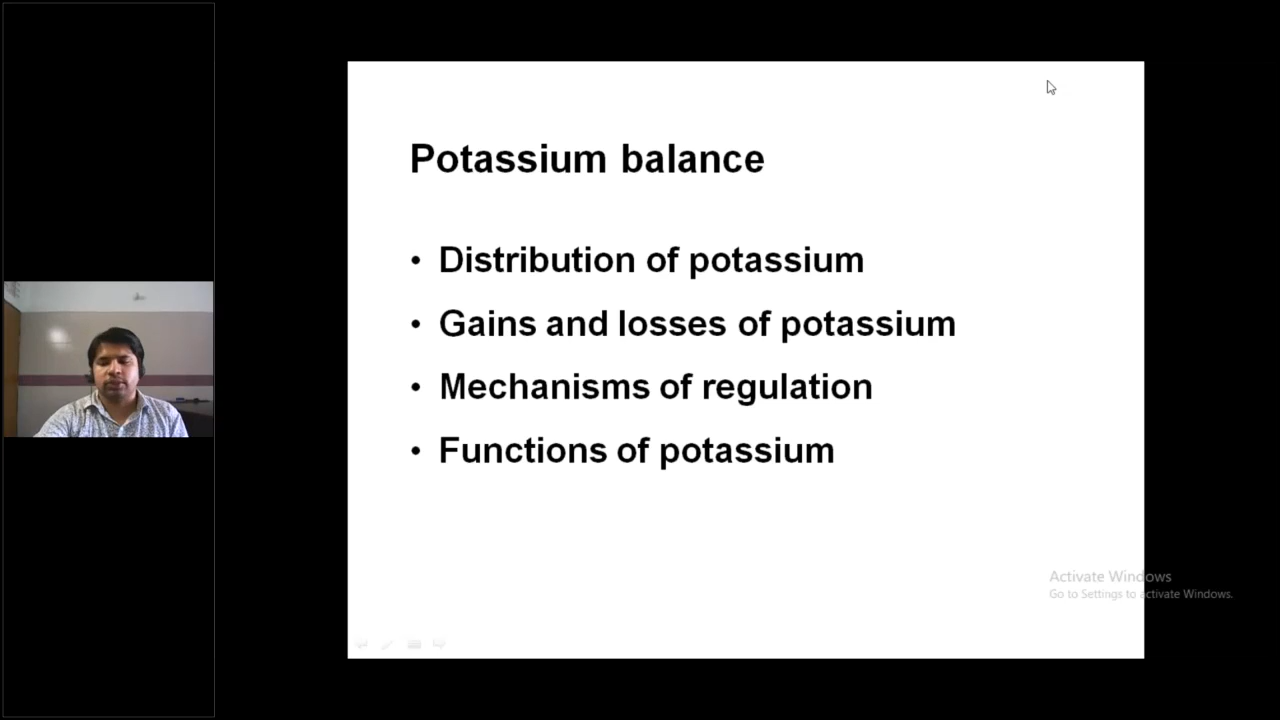 Potassium balance
• Distribution of potassium
• Gains and losses of potassium
• Mechanisms of regulation
• Functions of potassium
Activate Windows
Go to Settings to activate Windows.